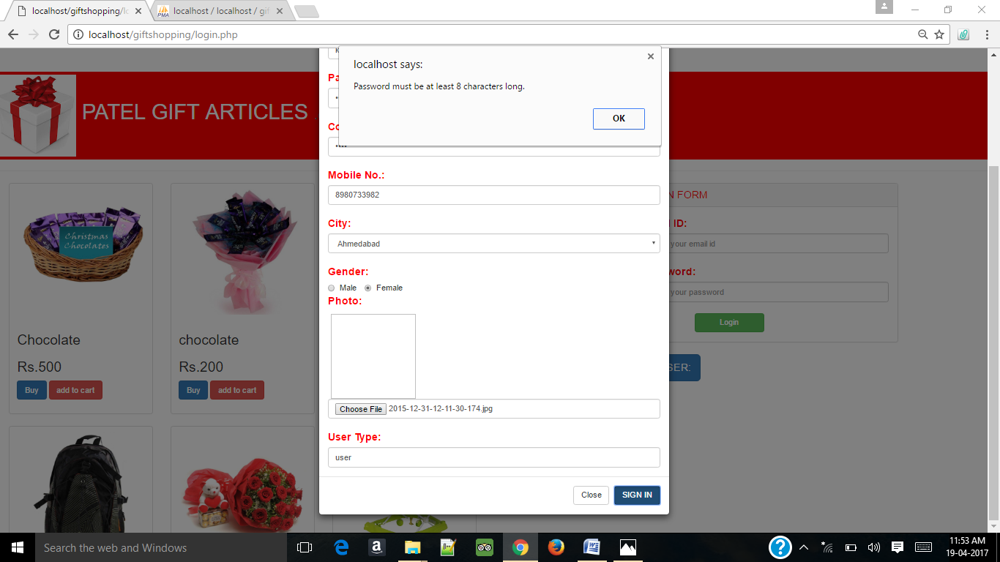 localhost/giftshopping/l
localhost / localhost / gif
localhost/giftshopping/login.php
localhost says:
Password must be at least 8 characters long.
OK
PATEL GIFT ARTICLES
Pa
Co
Mobile No.:
8980733982
City:
Ahmedabad
Gender:
Male Female
Photo:
Choose File 2015-12-31-12-11-30-174.jpg
User Type:
user
Close SIGN IN
Christmas
Chocolates
Chocolate
Rs.500
Buy add to cart
chocolate
Rs.200
Buy add to cart
N FORM
ID:
your email id
word:
your password
Login
SER:
Search the web and Windows
11:53 AM
19-04-2017